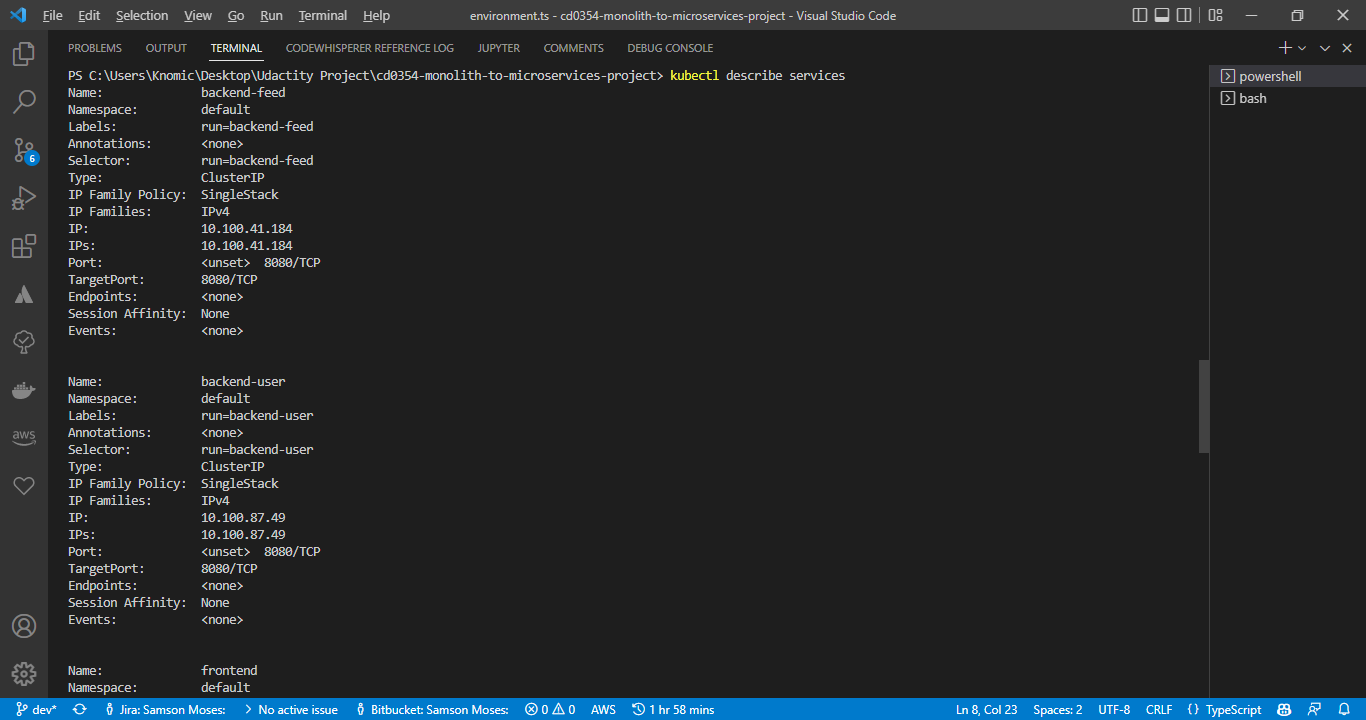 File Edit Selection View Go Run Terminal Help environment.ts - cd0354-monolith-to-microservices-project - Visual Studio Code
PROBLEMS OUTPUT TERMINAL CODEWHISPERER REFERENCE LOG JUPYTER COMMENTS DEBUG CONSOLE
PS C:\Users\Knomic\Desktop\Udactity Project\cd0354-monolith-to-microservices-project> kubectl describe services
Name: backend-feed
Namespace: default
Labels: run=backend-feed
Annotations: <none>
Selector: run=backend-feed
Type: ClusterIP
IP Family Policy: SingleStack
IP Families: IPv4
IP: 10.100.41.184
IPs: 10.100.41.184
Port: <unset> 8080/TCP
TargetPort: 8080/TCP
Endpoints: <none>
Session Affinity: None
Events: <none>
Name: backend-user
Namespace: default
Labels: run=backend-user
Annotations: <none>
Selector: run=backend-user
Type: ClusterIP
IP Family Policy: SingleStack
IP Families: IPv4
IP: 10.100.87.49
IPs: 10.100.87.49
Port: <unset> 8080/TCP
TargetPort: 8080/TCP
Endpoints: <none>
Session Affinity: None
Events: <none>
Name: frontend
Namespace: default
powershell
bash
6
aws
dev* Jira: Samson Moses: No active issue Bitbucket: Samson Moses: 0 0 AWS 1 hr 58 mins Ln 8, Col 23 Spaces: 2 UTF-8 CRLF {} TypeScript